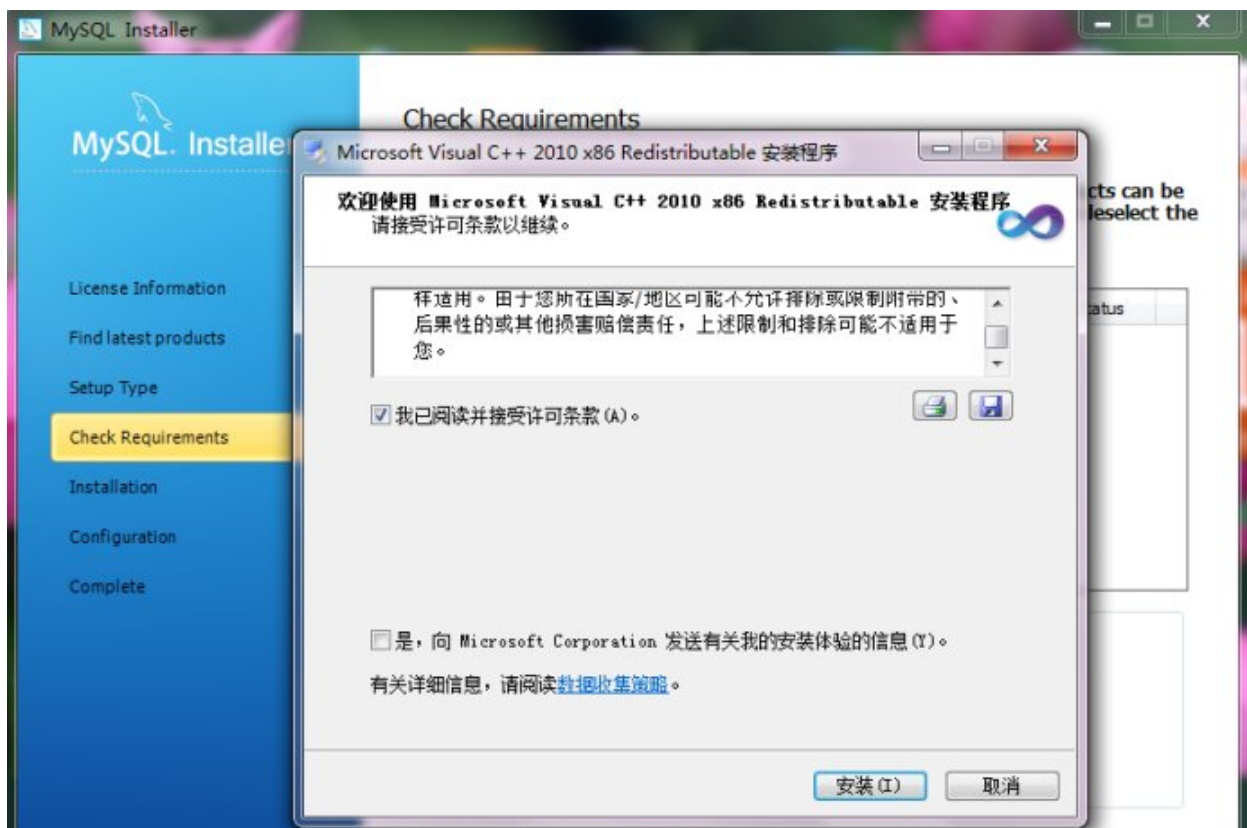 MySQL Installer
MySQL. Installe
Check Requirements
cts can be
deselect the
License Information
Find latest products
Setup Type
Check Requirements
Installation
Configuration
Complete
atus
Microsoft Visual C++ 2010 x86 Redistributable 安装程序
欢迎使用 Microsoft Visual C++ 2010 x86 Redistributable 安装程序
请接受许可条款以继续。
样适用。由于您所在国家/地区可能不允许排除或限制附带的、
后果性的或其他损害赔偿责任，上述限制和排除可能不适用于
您。
我已阅读并接受许可条款(A)。
是，向 Microsoft Corporation 发送有关我的安装体验的信息(Y)。
有关详细信息，请阅读数据收集策略。
安装(I)
取消